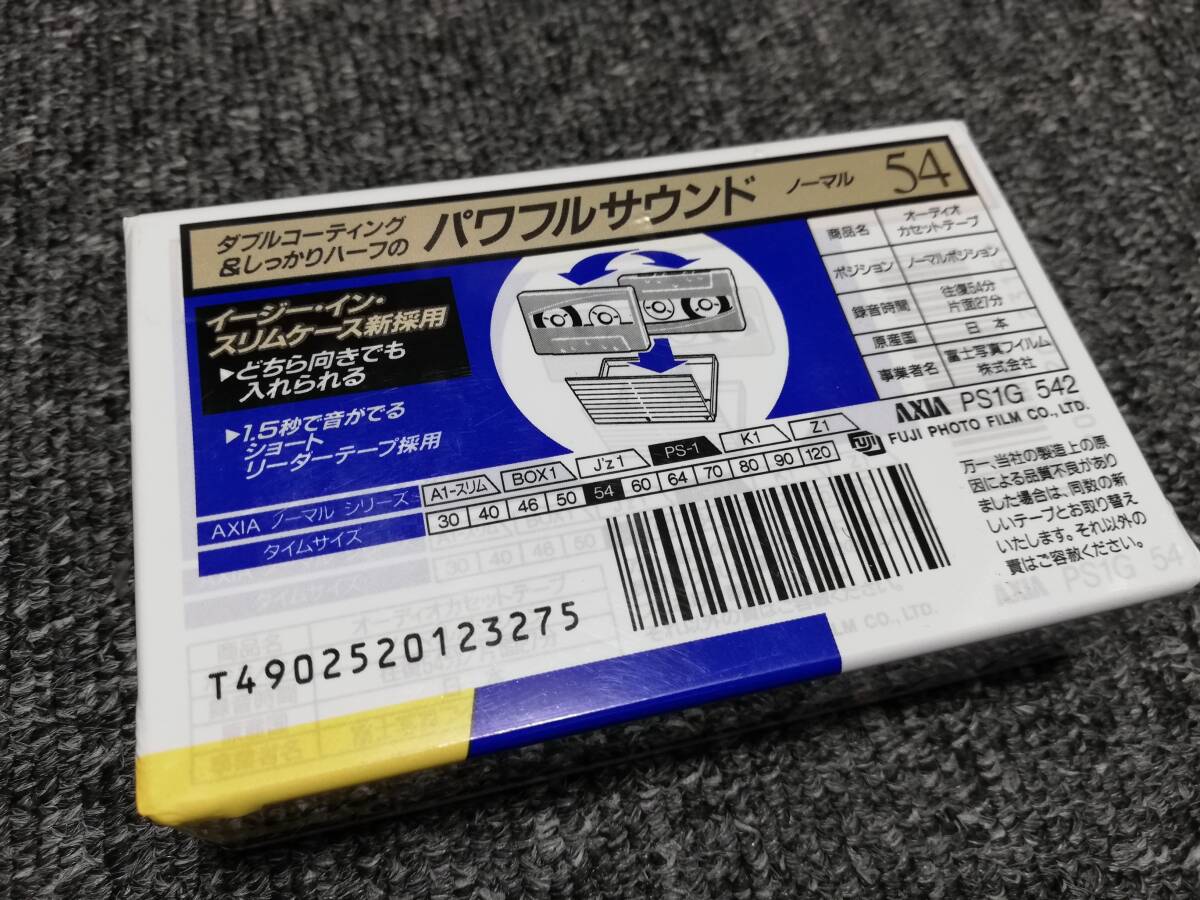 ダブルコーティング
&しっかりハーフの
パワフルサウンド
ノーマル
54
イージー・イン・
スリムケース新採用
▶どちら向きでも
入れられる
▶1.5秒で音がでる
ショート
リーダーテープ採用
商品名 オーディオ
カセットテープ
ポジション ノーマルポジション
録音時間 往復54分
片面27分
原産国 日本
事業者名 富士写真フイルム
株式会社
AXIA PS1G 542
FUJI PHOTO FILM CO., LTD.
FUJI
AXIA ノーマル シリーズ A1-スリム BOX1 J'z1 PS-1 K1 Z1
タイムサイズ 30 40 46 50 54 60 64 70 80 90 120
万一、当社の製造上の原
因による品質不良があり
ました場合は、同数の新
しいテープとお取り替え
いたします。それ以外の
責はご容赦ください。
T4902520123275
AXIA PS1G 54